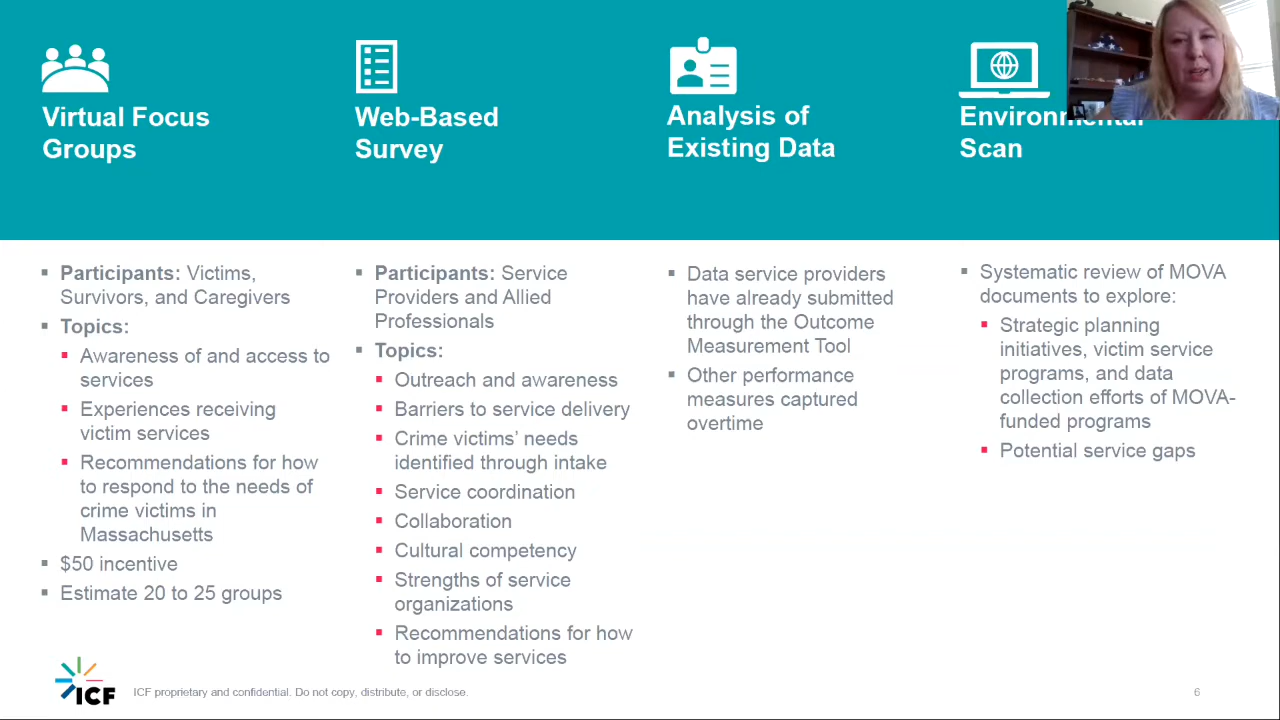 Virtual Focus
Groups
Web-Based
Survey
Analysis of
Existing Data
Environmental
Scan
▪ Participants: Victims,
Survivors, and Caregivers
▪ Topics:
▪ Awareness of and access to
services
▪ Experiences receiving
victim services
▪ Recommendations for how
to respond to the needs of
crime victims in
Massachusetts
▪ $50 incentive
▪ Estimate 20 to 25 groups
▪ Participants: Service
Providers and Allied
Professionals
▪ Topics:
▪ Outreach and awareness
▪ Barriers to service delivery
▪ Crime victims’ needs
identified through intake
▪ Service coordination
▪ Collaboration
▪ Cultural competency
▪ Strengths of service
organizations
▪ Recommendations for how
to improve services
▪ Data service providers
have already submitted
through the Outcome
Measurement Tool
▪ Other performance
measures captured
overtime
▪ Systematic review of MOVA
documents to explore:
▪ Strategic planning
initiatives, victim service
programs, and data
collection efforts of MOVA-
funded programs
▪ Potential service gaps
ICF
ICF proprietary and confidential. Do not copy, distribute, or disclose.
6